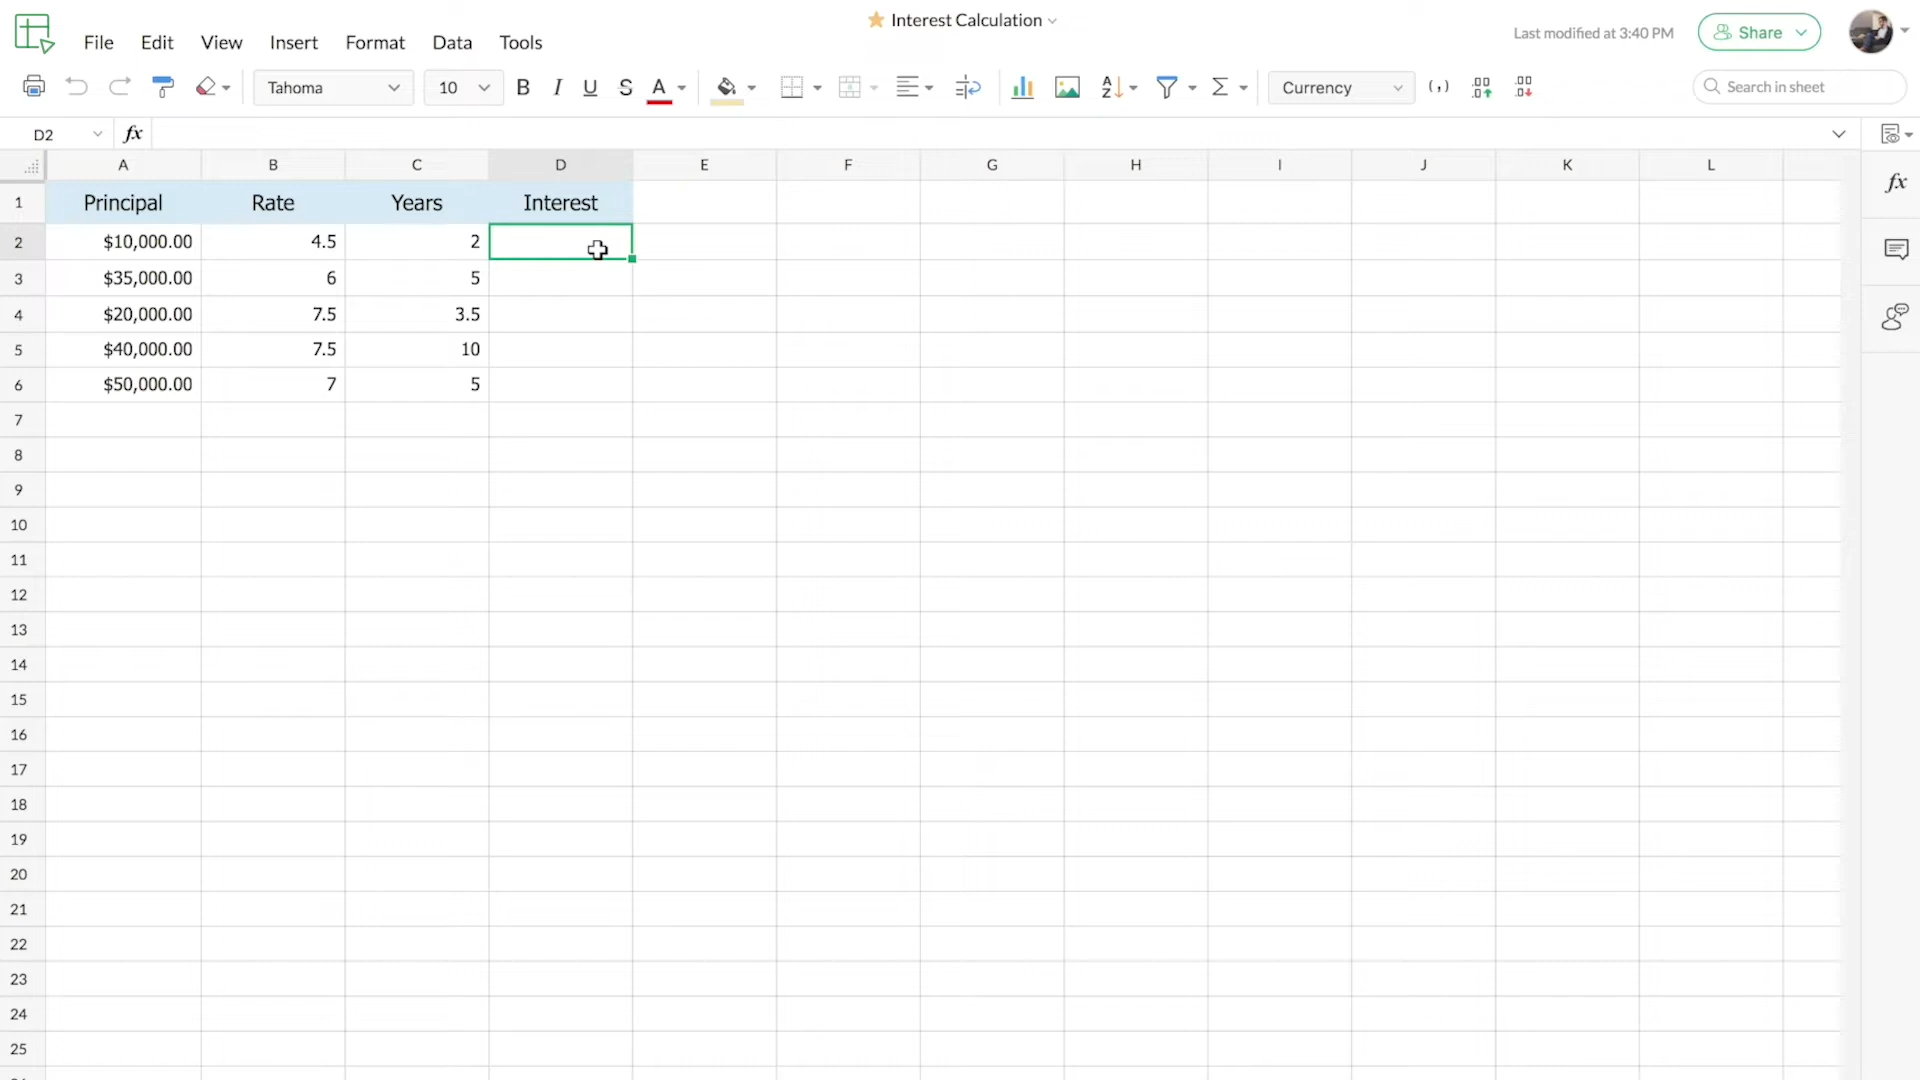 Interest Calculation
File Edit View Insert Format Data Tools
Last modified at 3:40 PM
Share
Tahoma 10 B I U S A Σ Currency (,) .00 .00 Search in sheet
D2 fx
A B C D E F G H I J K L
1 Principal Rate Years Interest
2 $10,000.00 4.5 2
3 $35,000.00 6 5
4 $20,000.00 7.5 3.5
5 $40,000.00 7.5 10
6 $50,000.00 7 5
7
8
9
10
11
12
13
14
15
16
17
18
19
20
21
22
23
24
25
fx